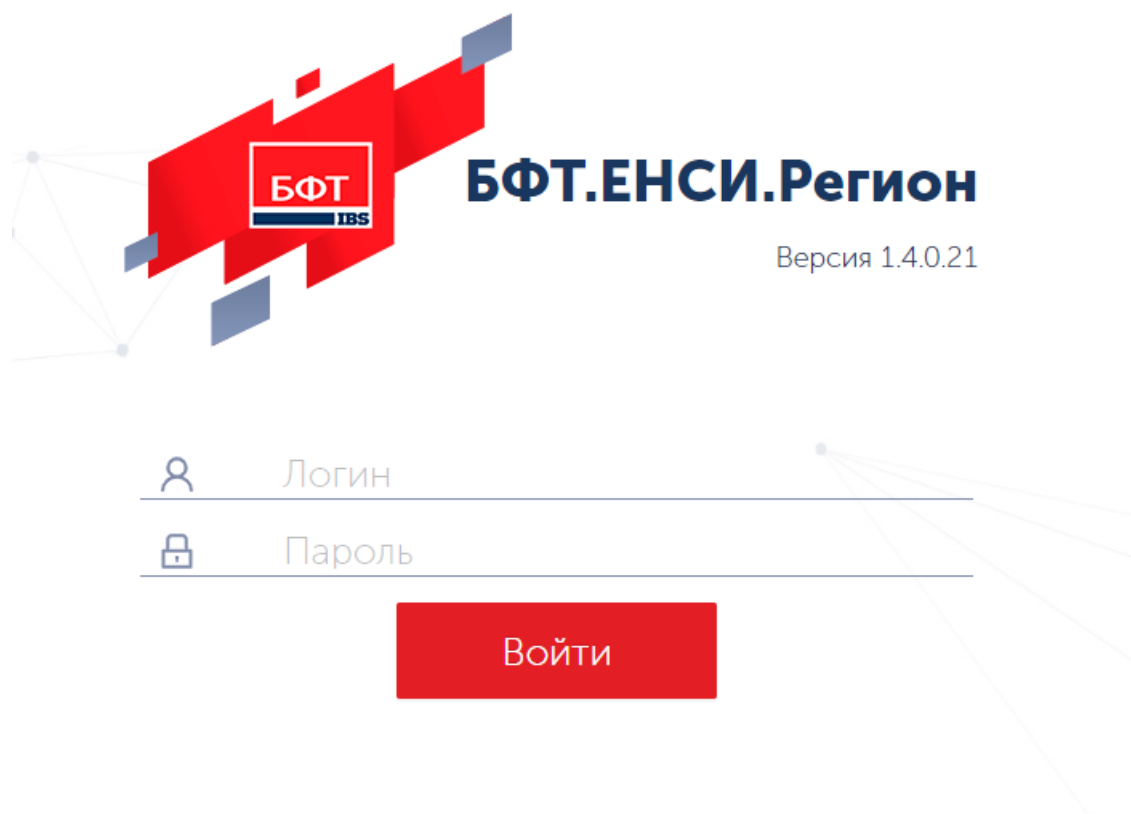 БФТ
IBS
БФТ.ЕНСИ.Регион
Версия 1.4.0.21
Логин
Пароль
Войти